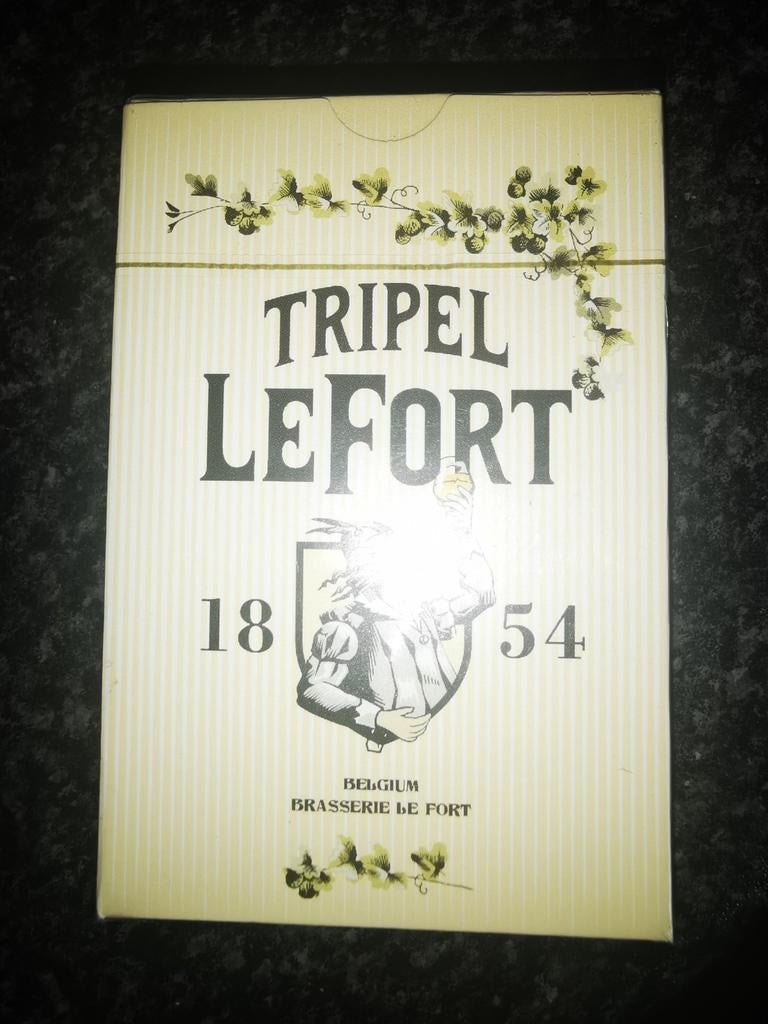 TRIPEL
LEFORT
18 54
BELGIUM
BRASSERIE LE FORT